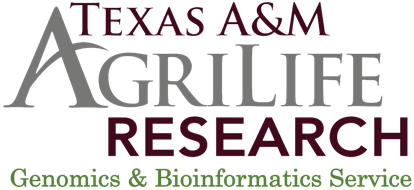 TEXAS A&M
AGRILIFE
RESEARCH
Genomics & Bioinformatics Service